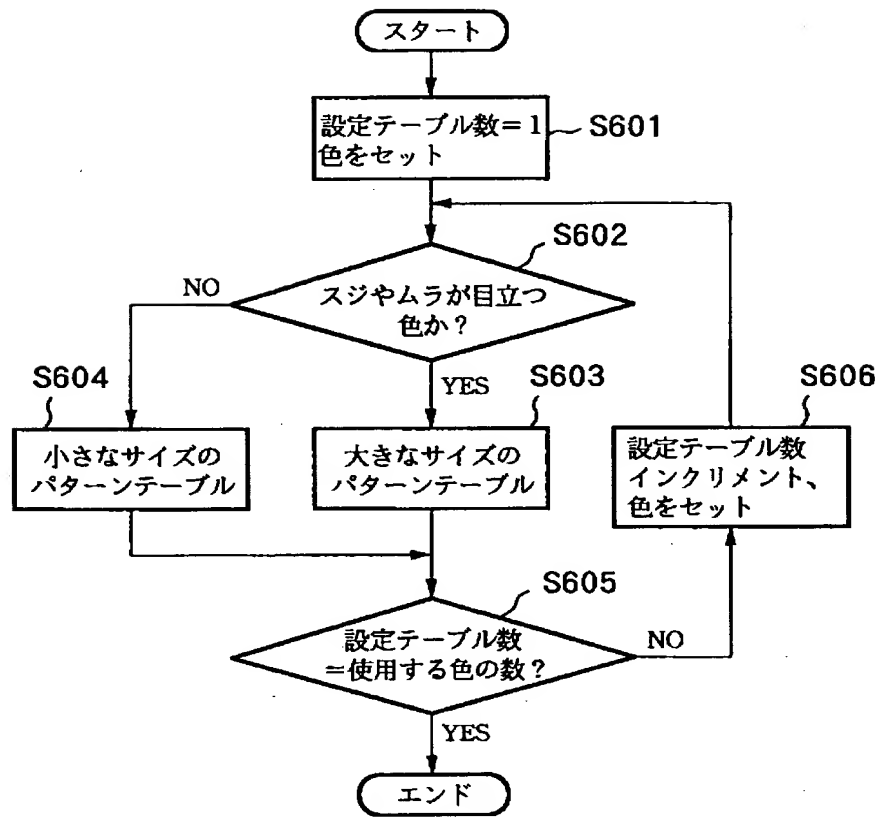 スタート
設定テーブル数＝1
色をセット
S601
S602
スジやムラが目立つ
色か？
NO
YES
S604
小さなサイズの
パターンテーブル
S603
大きなサイズの
パターンテーブル
S606
設定テーブル数
インクリメント、
色をセット
S605
設定テーブル数
＝使用する色の数？
NO
YES
エンド